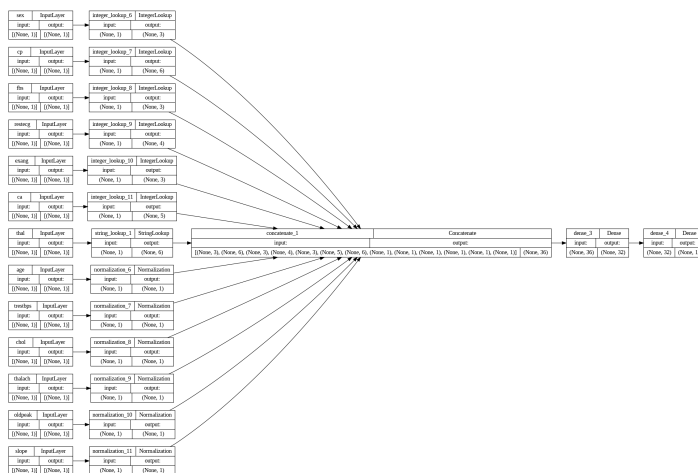 sex InputLayer integer_lookup_6 IntegerLookup
input: output: input: output:
[(None, 1)] [(None, 1)] (None, 1) (None, 3)
cp InputLayer integer_lookup_7 IntegerLookup
input: output: input: output:
[(None, 1)] [(None, 1)] (None, 1) (None, 6)
fbs InputLayer integer_lookup_8 IntegerLookup
input: output: input: output:
[(None, 1)] [(None, 1)] (None, 1) (None, 3)
restecg InputLayer integer_lookup_9 IntegerLookup
input: output: input: output:
[(None, 1)] [(None, 1)] (None, 1) (None, 4)
exang InputLayer integer_lookup_10 IntegerLookup
input: output: input: output:
[(None, 1)] [(None, 1)] (None, 1) (None, 3)
ca InputLayer integer_lookup_11 IntegerLookup
input: output: input: output:
[(None, 1)] [(None, 1)] (None, 1) (None, 5)
thal InputLayer string_lookup_1 StringLookup concatenate_1 Concatenate dense_3 Dense dense_4 Dense
input: output: input: output: input: output: input: output: input: output:
[(None, 1)] [(None, 1)] (None, 1) (None, 6) [(None, 3), (None, 6), (None, 3), (None, 4), (None, 3), (None, 5), (None, 6), (None, 1), (None, 1), (None, 1), (None, 1), (None, 1), (None, 1)] (None, 36) (None, 36) (None, 32) (None, 32) (None, 1
age InputLayer normalization_6 Normalization
input: output: input: output:
[(None, 1)] [(None, 1)] (None, 1) (None, 1)
trestbps InputLayer normalization_7 Normalization
input: output: input: output:
[(None, 1)] [(None, 1)] (None, 1) (None, 1)
chol InputLayer normalization_8 Normalization
input: output: input: output:
[(None, 1)] [(None, 1)] (None, 1) (None, 1)
thalach InputLayer normalization_9 Normalization
input: output: input: output:
[(None, 1)] [(None, 1)] (None, 1) (None, 1)
oldpeak InputLayer normalization_10 Normalization
input: output: input: output:
[(None, 1)] [(None, 1)] (None, 1) (None, 1)
slope InputLayer normalization_11 Normalization
input: output: input: output:
[(None, 1)] [(None, 1)] (None, 1) (None, 1)